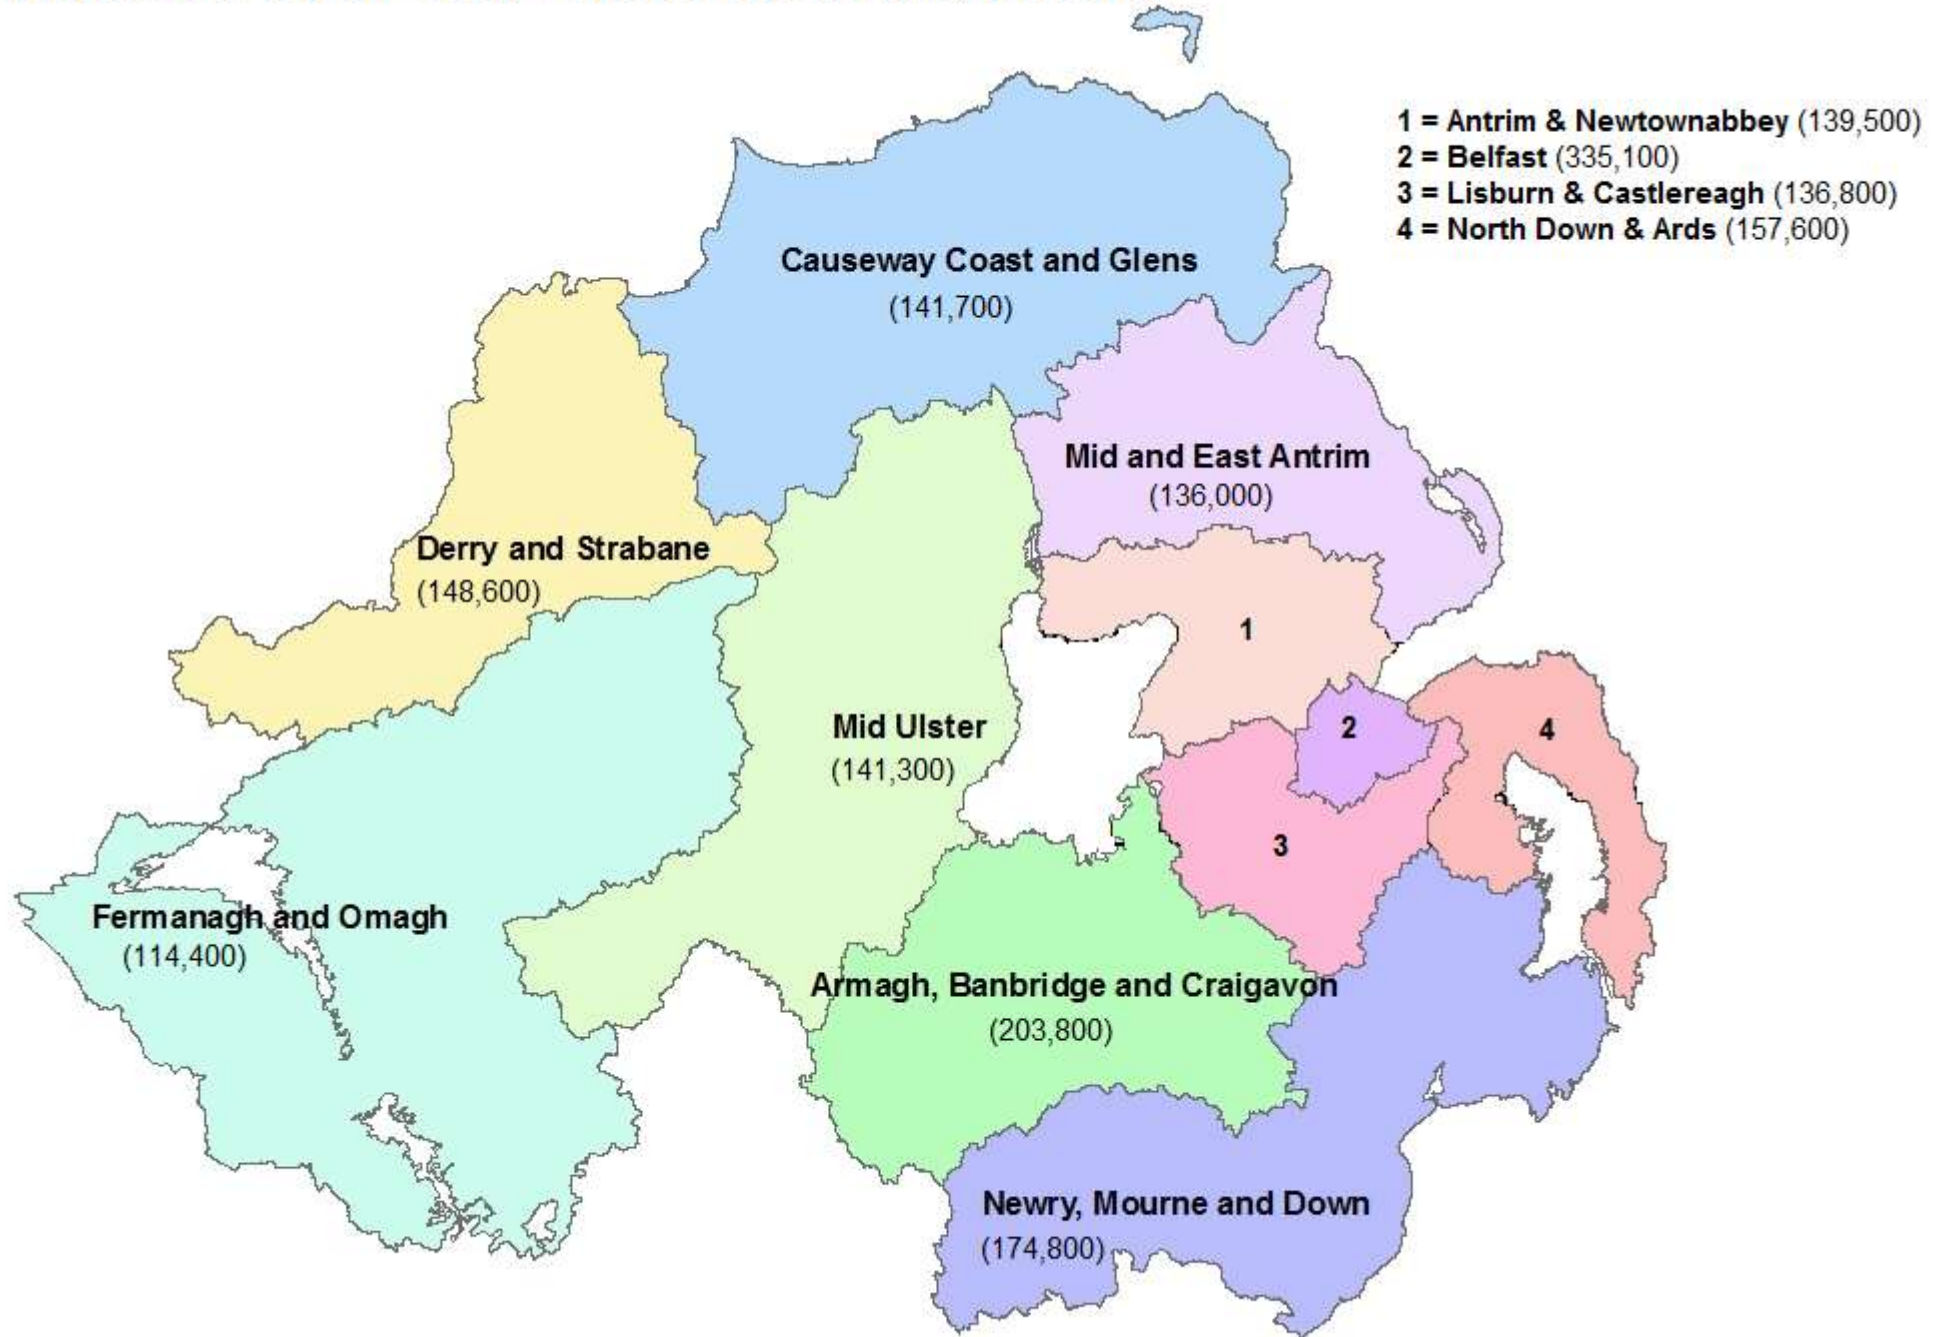 1 = Antrim & Newtownabbey (139,500)
2 = Belfast (335,100)
3 = Lisburn & Castlereagh (136,800)
4 = North Down & Ards (157,600)
Causeway Coast and Glens
(141,700)
Mid and East Antrim
(136,000)
Derry and Strabane
(148,600)
1
Mid Ulster
(141,300)
2
4
3
Fermanagh and Omagh
(114,400)
Armagh, Banbridge and Craigavon
(203,800)
Newry, Mourne and Down
(174,800)